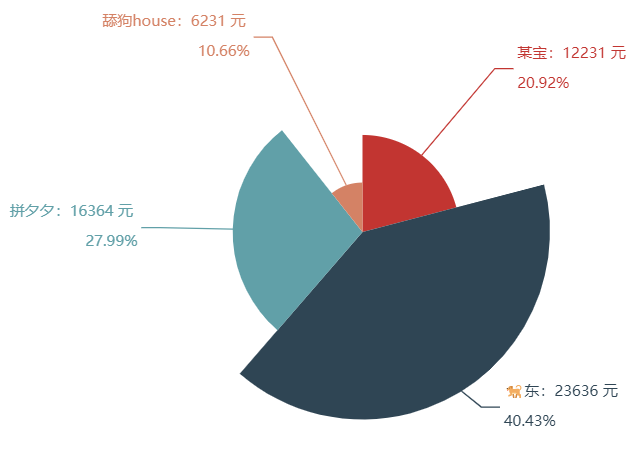 舔狗house：6231 元
10.66%
某宝：12231 元
20.92%
拼夕夕：16364 元
27.99%
🐕东：23636 元
40.43%